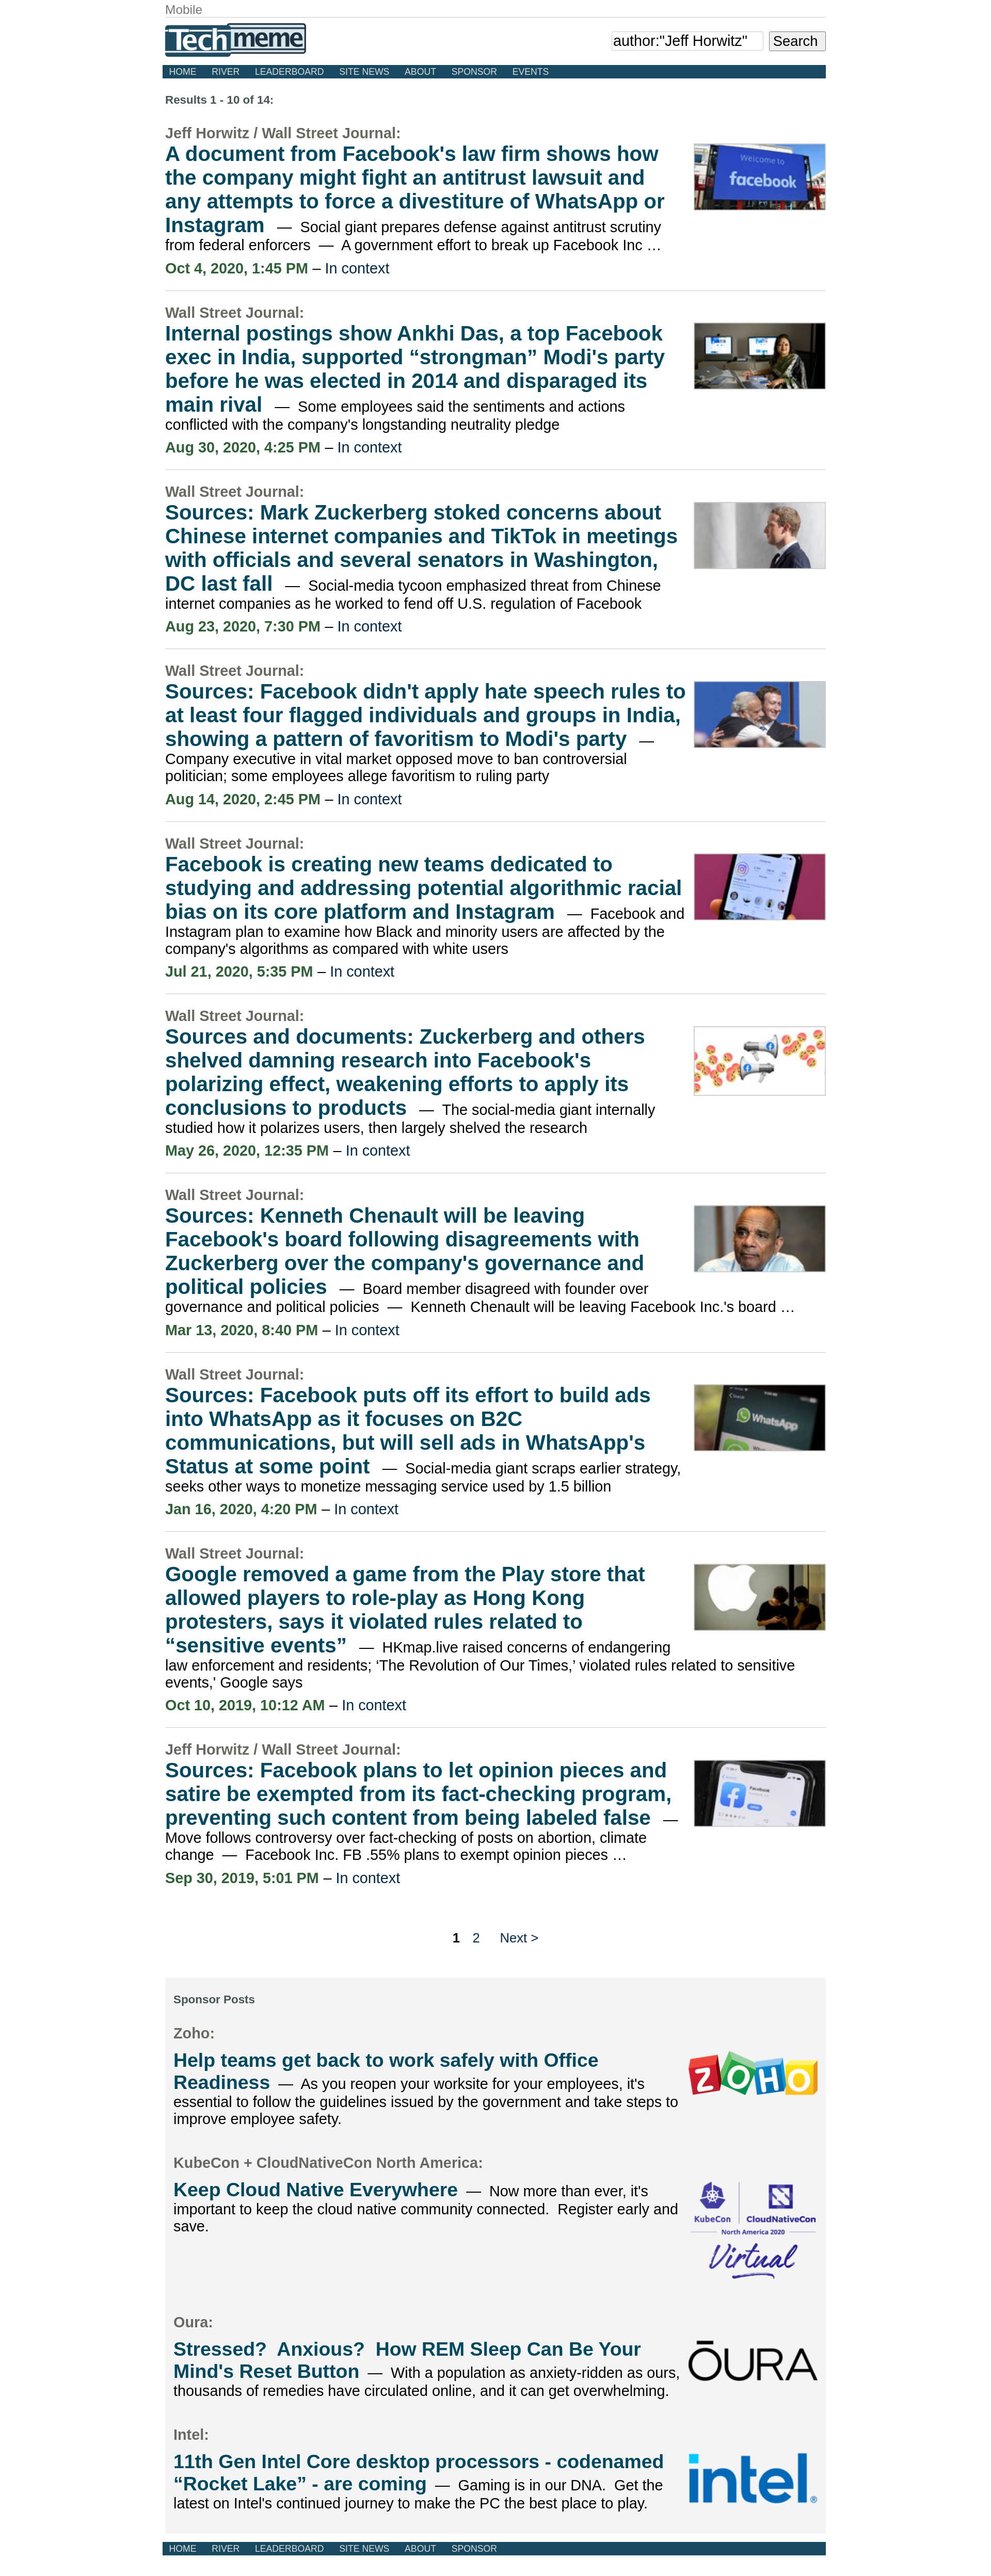 Mobile
Techmeme
author:"Jeff Horwitz" Search
HOME RIVER LEADERBOARD SITE NEWS ABOUT SPONSOR EVENTS
Results 1 - 10 of 14:
Jeff Horwitz / Wall Street Journal:
A document from Facebook's law firm shows how
the company might fight an antitrust lawsuit and
any attempts to force a divestiture of WhatsApp or
Instagram — Social giant prepares defense against antitrust scrutiny
from federal enforcers — A government effort to break up Facebook Inc …
Welcome to
facebook
Oct 4, 2020, 1:45 PM – In context
Wall Street Journal:
Internal postings show Ankhi Das, a top Facebook
exec in India, supported “strongman” Modi's party
before he was elected in 2014 and disparaged its
main rival — Some employees said the sentiments and actions
conflicted with the company's longstanding neutrality pledge
Aug 30, 2020, 4:25 PM – In context
Wall Street Journal:
Sources: Mark Zuckerberg stoked concerns about
Chinese internet companies and TikTok in meetings
with officials and several senators in Washington,
DC last fall — Social-media tycoon emphasized threat from Chinese
internet companies as he worked to fend off U.S. regulation of Facebook
Aug 23, 2020, 7:30 PM – In context
Wall Street Journal:
Sources: Facebook didn't apply hate speech rules to
at least four flagged individuals and groups in India,
showing a pattern of favoritism to Modi's party —
Company executive in vital market opposed move to ban controversial
politician; some employees allege favoritism to ruling party
Aug 14, 2020, 2:45 PM – In context
Wall Street Journal:
Facebook is creating new teams dedicated to
studying and addressing potential algorithmic racial
bias on its core platform and Instagram — Facebook and
Instagram plan to examine how Black and minority users are affected by the
company's algorithms as compared with white users
Jul 21, 2020, 5:35 PM – In context
Wall Street Journal:
Sources and documents: Zuckerberg and others
shelved damning research into Facebook's
polarizing effect, weakening efforts to apply its
conclusions to products — The social-media giant internally
studied how it polarizes users, then largely shelved the research
May 26, 2020, 12:35 PM – In context
Wall Street Journal:
Sources: Kenneth Chenault will be leaving
Facebook's board following disagreements with
Zuckerberg over the company's governance and
political policies — Board member disagreed with founder over
governance and political policies — Kenneth Chenault will be leaving Facebook Inc.'s board …
Mar 13, 2020, 8:40 PM – In context
Wall Street Journal:
Sources: Facebook puts off its effort to build ads
into WhatsApp as it focuses on B2C
communications, but will sell ads in WhatsApp's
Status at some point — Social-media giant scraps earlier strategy,
seeks other ways to monetize messaging service used by 1.5 billion
WhatsApp
Jan 16, 2020, 4:20 PM – In context
Wall Street Journal:
Google removed a game from the Play store that
allowed players to role-play as Hong Kong
protesters, says it violated rules related to
“sensitive events” — HKmap.live raised concerns of endangering
law enforcement and residents; ‘The Revolution of Our Times,’ violated rules related to sensitive
events,' Google says
Oct 10, 2019, 10:12 AM – In context
Jeff Horwitz / Wall Street Journal:
Sources: Facebook plans to let opinion pieces and
satire be exempted from its fact-checking program,
preventing such content from being labeled false —
Move follows controversy over fact-checking of posts on abortion, climate
change — Facebook Inc. FB .55% plans to exempt opinion pieces …
Facebook
Sep 30, 2019, 5:01 PM – In context
1 2 Next >
Sponsor Posts
Zoho:
Help teams get back to work safely with Office
Readiness — As you reopen your worksite for your employees, it's
essential to follow the guidelines issued by the government and take steps to
improve employee safety.
ZOHO
KubeCon + CloudNativeCon North America:
Keep Cloud Native Everywhere — Now more than ever, it's
important to keep the cloud native community connected. Register early and
save.
KubeCon CloudNativeCon
North America 2020
Virtual
Oura:
Stressed? Anxious? How REM Sleep Can Be Your
Mind's Reset Button — With a population as anxiety-ridden as ours,
thousands of remedies have circulated online, and it can get overwhelming.
ŌURA
Intel:
11th Gen Intel Core desktop processors - codenamed
“Rocket Lake” - are coming — Gaming is in our DNA. Get the
latest on Intel's continued journey to make the PC the best place to play.
intel®
HOME RIVER LEADERBOARD SITE NEWS ABOUT SPONSOR